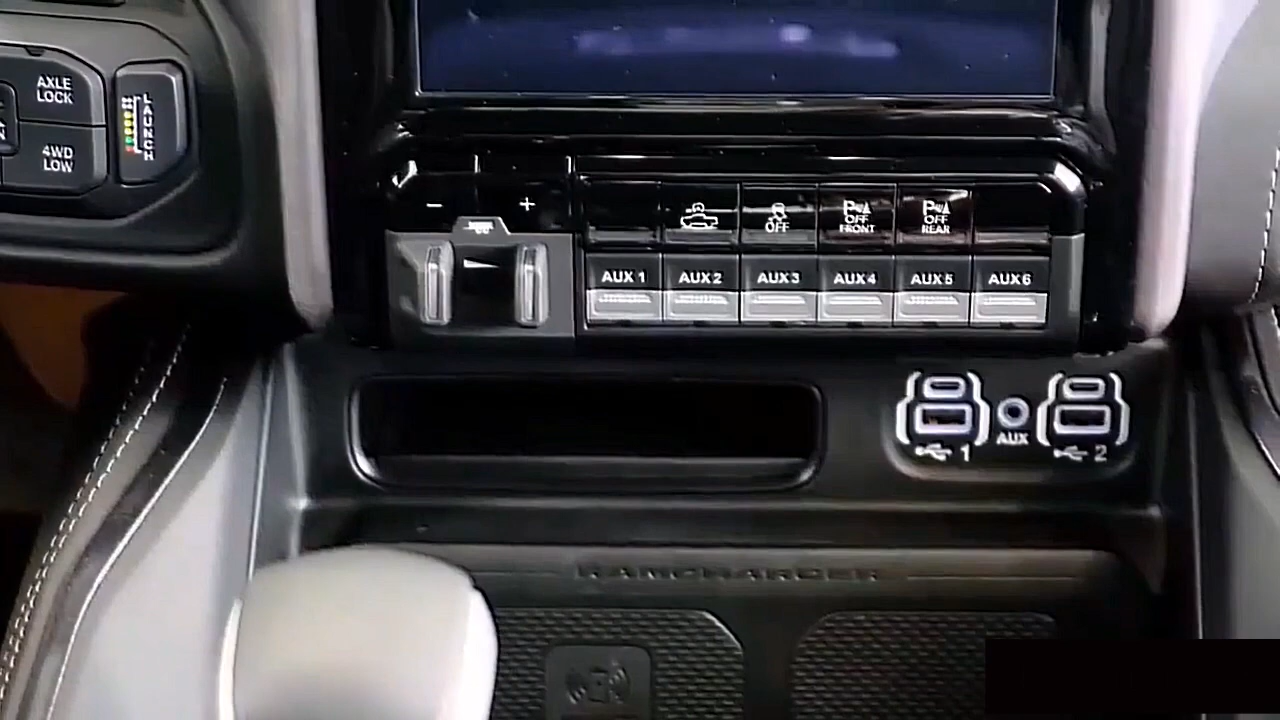 AXLE LOCK
4WD LOW
LAUNCH
− +
OFF
OFF FRONT
OFF REAR
AUX 1 AUX 2 AUX 3 AUX 4 AUX 5 AUX 6
1 AUX 2
RAMCHARGER